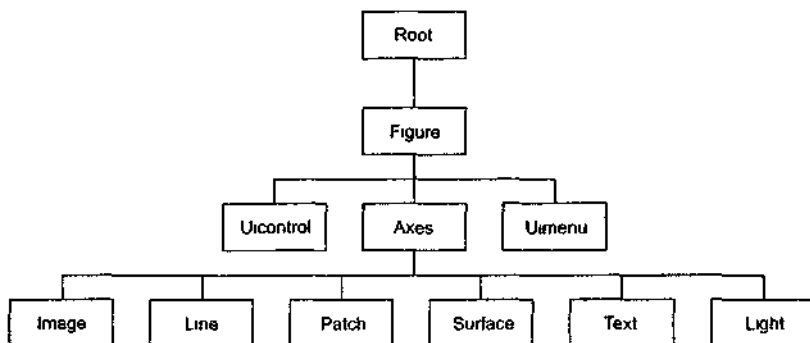 Root
Figure
Uicontrol Axes Uimenu
Image Line Patch Surface Text Light